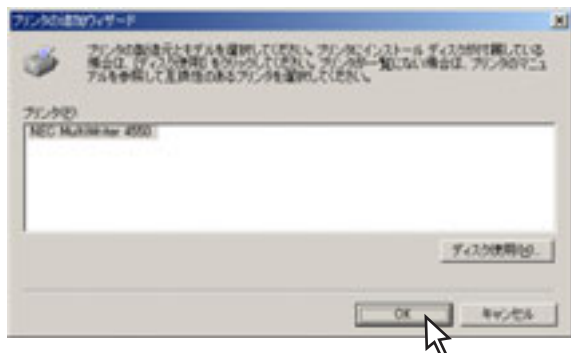 プリンタの追加ウィザード
プリンタの製造元とモデルを選択してください。プリンタにインストール ディスクが付属している
場合は、[ディスク使用] をクリックしてください。プリンタが一覧にない場合は、プリンタのマニュ
アルを参照して互換性のあるプリンタを選択してください。
プリンタ(P)
NEC MultiWriter 4550
ディスク使用(H)...
OK
キャンセル